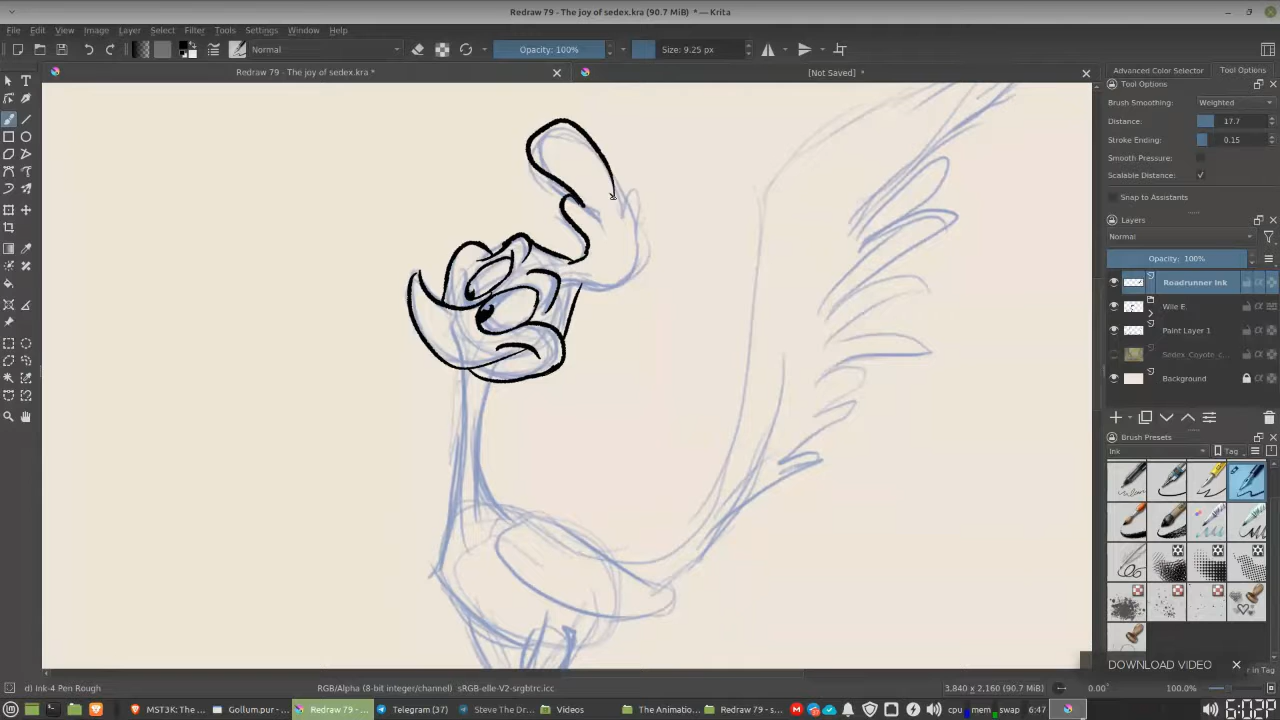 Redraw 79 - The joy of sedex.kra (90.7 MiB) * — Krita
File Edit View Image Layer Select Filter Tools Settings Window Help
Normal Opacity: 100% Size: 9.25 px
Redraw 79 - The joy of sedex.kra * [Not Saved] *
Advanced Color Selector Tool Options
Tool Options
Brush Smoothing: Weighted
Distance: 17.7
Stroke Ending: 0.15
Smooth Pressure:
Scalable Distance:
Snap to Assistants
Layers
Normal
Opacity: 100%
Roadrunner Ink
Wile E.
Paint Layer 1
Sedex_Coyote_c...
Background
Brush Presets
Ink Tag
DOWNLOAD VIDEO
r in Tag
d) Ink-4 Pen Rough RGB/Alpha (8-bit integer/channel) sRGB-elle-V2-srgbtrc.icc 3,840 x 2,160 (90.7 MiB) 0.00° 100.0%
MST3K: The ... Gollum.pur - ... Redraw 79 - ... Telegram (37) Steve The Dr... Videos The Animatio... Redraw 79 - s... 6:47 cpu mem swap 6:02P